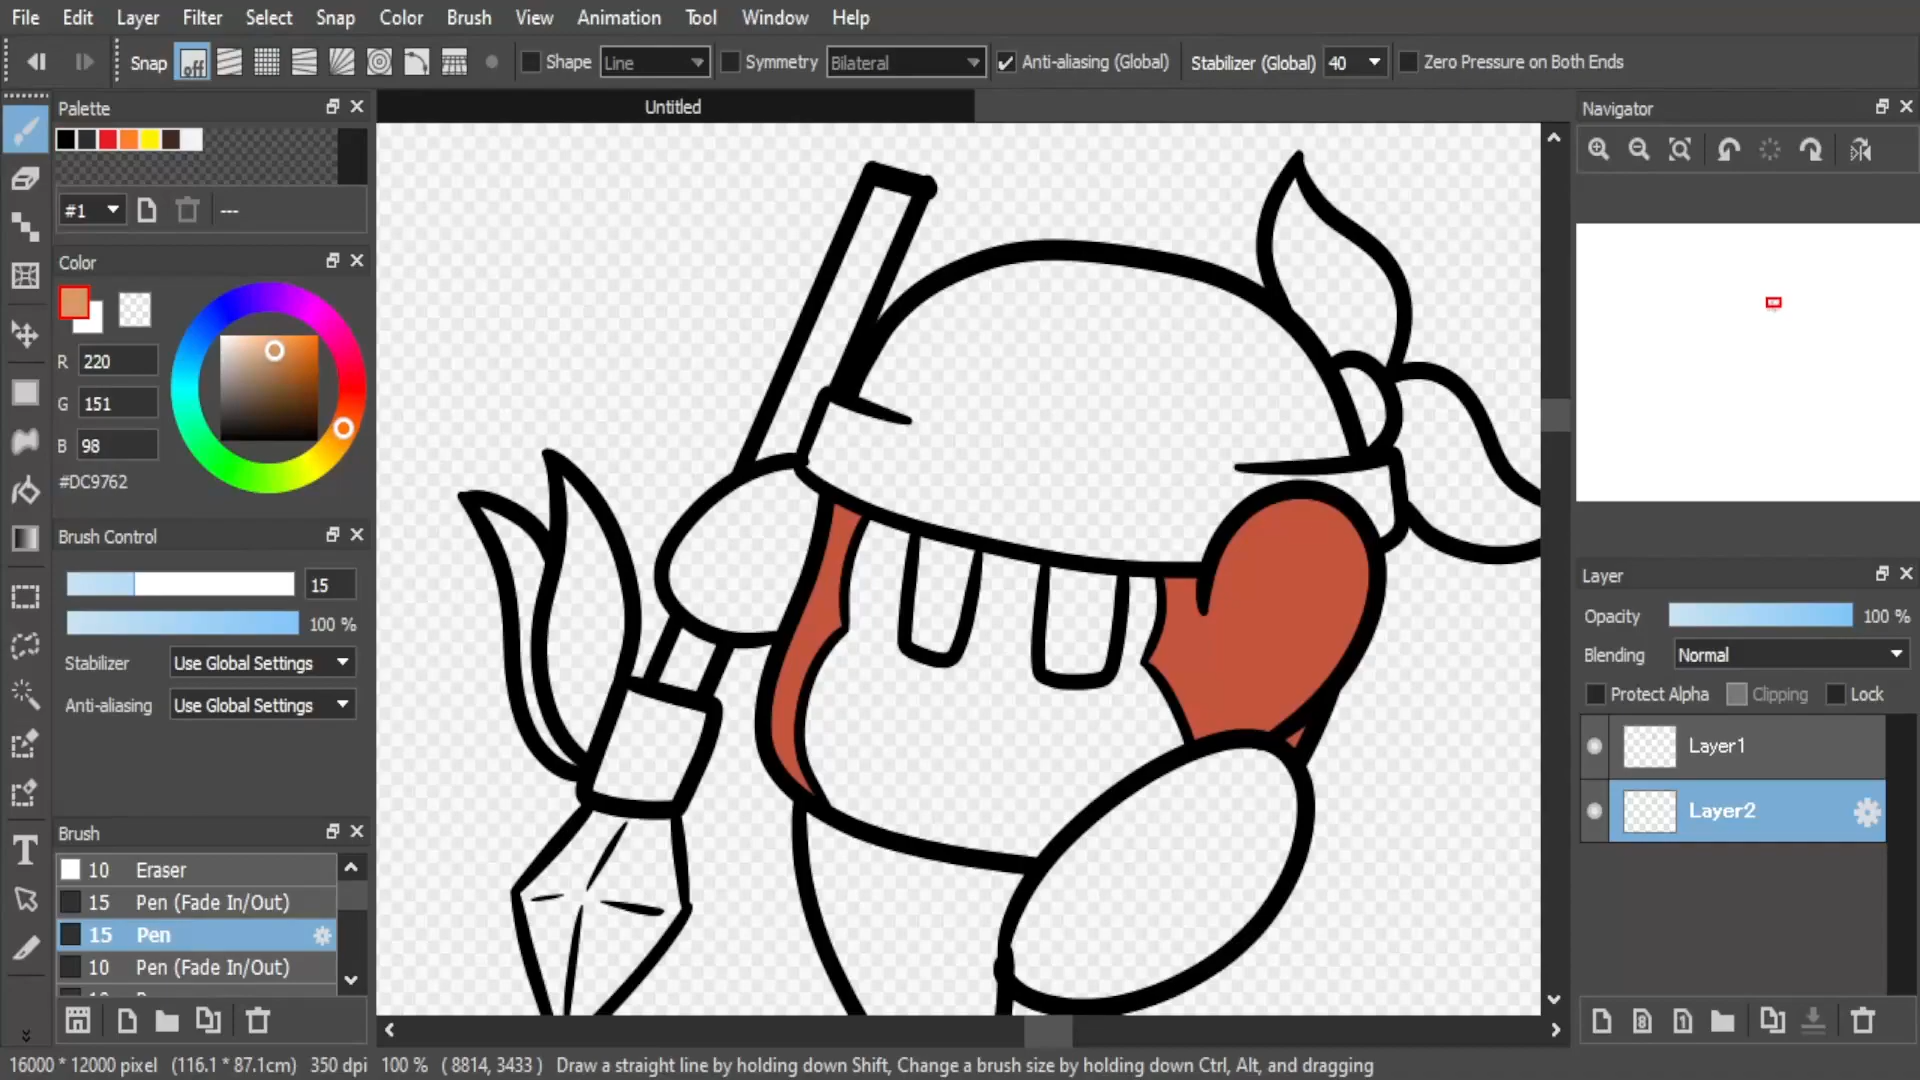 File Edit Layer Filter Select Snap Color Brush View Animation Tool Window Help
Snap off Shape Line Symmetry Bilateral Anti-aliasing (Global) Stabilizer (Global) 40 Zero Pressure on Both Ends
Palette
#1 ---
Color
R 220
G 151
B 98
#DC9762
Brush Control
15
100 %
Stabilizer Use Global Settings
Anti-aliasing Use Global Settings
Brush
10 Eraser
15 Pen (Fade In/Out)
15 Pen
10 Pen (Fade In/Out)
Untitled
Navigator
Layer
Opacity 100 %
Blending Normal
Protect Alpha Clipping Lock
Layer1
Layer2
8 1
16000 * 12000 pixel (116.1 * 87.1cm) 350 dpi 100 % ( 8814, 3433 ) Draw a straight line by holding down Shift, Change a brush size by holding down Ctrl, Alt, and dragging